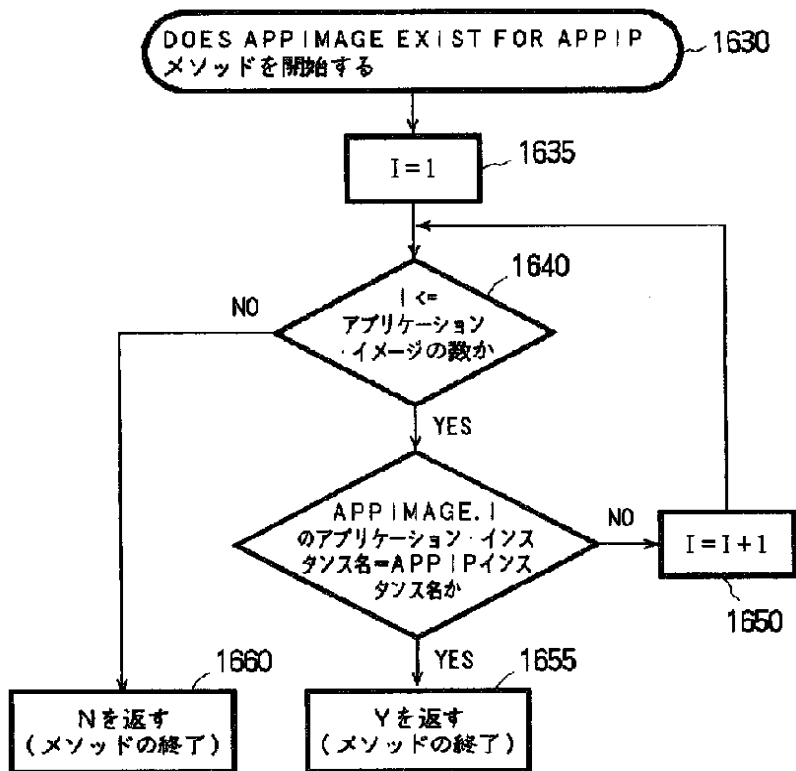 DOES APPIMAGE EXIST FOR APPIP
メソッドを開始する
1630
I=1
1635
1640
I <=
アプリケーション
・イメージの数か
NO
YES
APPIMAGE. I
のアプリケーション・インス
タンス名=APPIPインス
タンス名か
NO
I=I+1
1650
YES
1660
Nを返す
(メソッドの終了)
1655
Yを返す
(メソッドの終了)